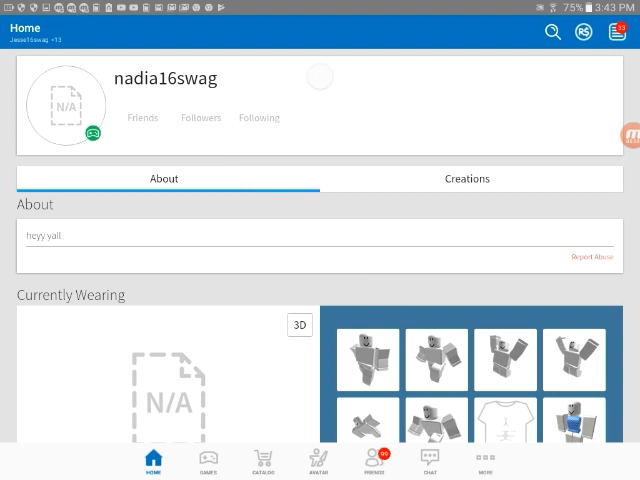 75% 3:43 PM
Home
Jesse16swag <13
R$
33
N/A
nadia16swag
Friends Followers Following
About Creations
About
heyy yall
Report Abuse
Currently Wearing
3D
N/A
99
HOME GAMES CATALOG AVATAR FRIENDS CHAT MORE